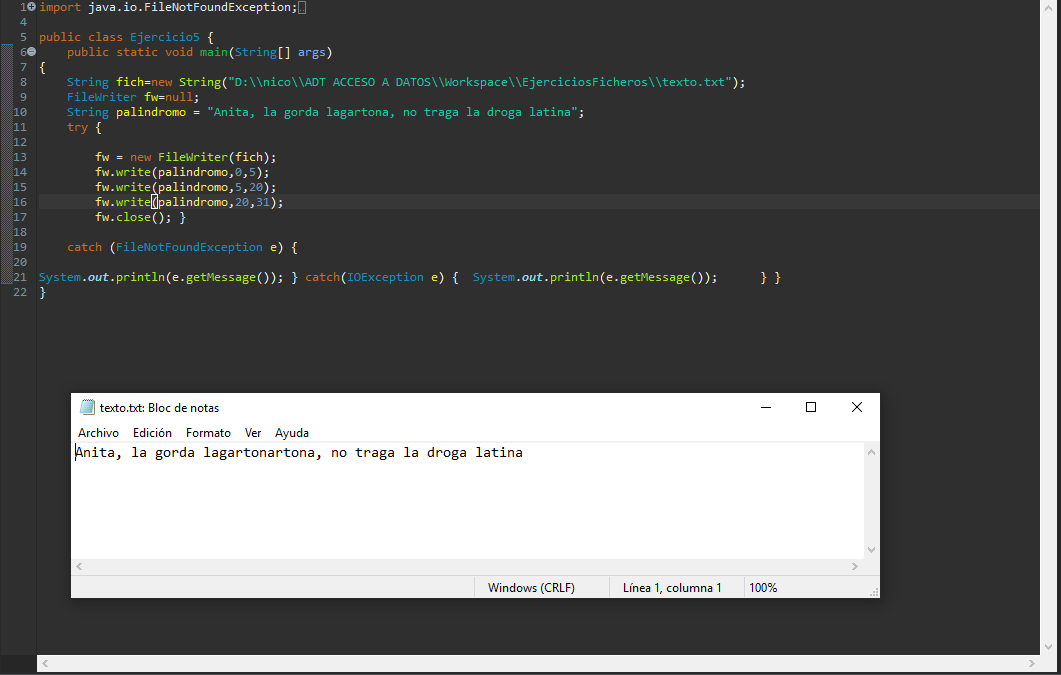 1 import java.io.FileNotFoundException;
4
5 public class Ejercicio5 {
6 public static void main(String[] args)
7 {
8 String fich=new String("D:\\nico\\ADT ACCESO A DATOS\\Workspace\\EjerciciosFicheros\\texto.txt");
9 FileWriter fw=null;
10 String palindromo = "Anita, la gorda lagartona, no traga la droga latina";
11 try {
12
13 fw = new FileWriter(fich);
14 fw.write(palindromo,0,5);
15 fw.write(palindromo,5,20);
16 fw.write(palindromo,20,31);
17 fw.close(); }
18
19 catch (FileNotFoundException e) {
20
21 System.out.println(e.getMessage()); } catch(IOException e) { System.out.println(e.getMessage()); } }
22 }
texto.txt: Bloc de notas
Archivo Edición Formato Ver Ayuda
Anita, la gorda lagartonartona, no traga la droga latina
Windows (CRLF) Línea 1, columna 1 100%